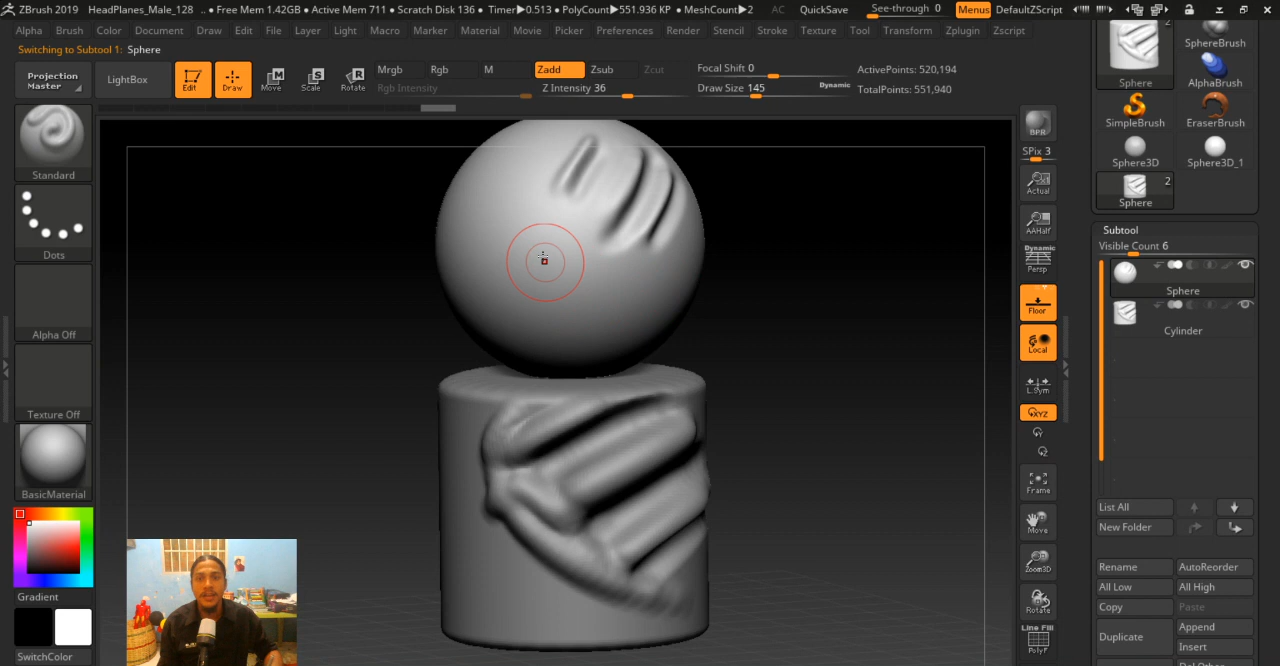 ZBrush 2019 HeadPlanes_Male_128 .. • Free Mem 1.42GB • Active Mem 711 • Scratch Disk 136 • Timer▶0.513 • PolyCount▶551.936 KP • MeshCount▶2 AC QuickSave See-through 0 Menus DefaultZScript
Alpha Brush Color Document Draw Edit File Layer Light Macro Marker Material Movie Picker Preferences Render Stencil Stroke Texture Tool Transform Zplugin Zscript
Switching to Subtool 1: Sphere
Projection Master
LightBox
Edit
Draw
Move
Scale
Rotate
Mrgb Rgb M Zadd Zsub Zcut
Rgb Intensity Z Intensity 36
Focal Shift 0
Draw Size 145 Dynamic
ActivePoints: 520,194
TotalPoints: 551,940
Standard
Dots
Alpha Off
Texture Off
BasicMaterial
Gradient
SwitchColor
BPR
SPix 3
Actual
AAHalf
Dynamic
Persp
Floor
Local
L.Sym
XYZ
Y
Z
Frame
Move
Zoom3D
Rotate
Line Fill
PolyF
2
Sphere
SphereBrush
AlphaBrush
SimpleBrush EraserBrush
Sphere3D Sphere3D_1
2
Sphere
Subtool
Visible Count 6
Sphere
Cylinder
List All
New Folder
Rename AutoReorder
All Low All High
Copy Paste
Duplicate Append
Insert
Del Other